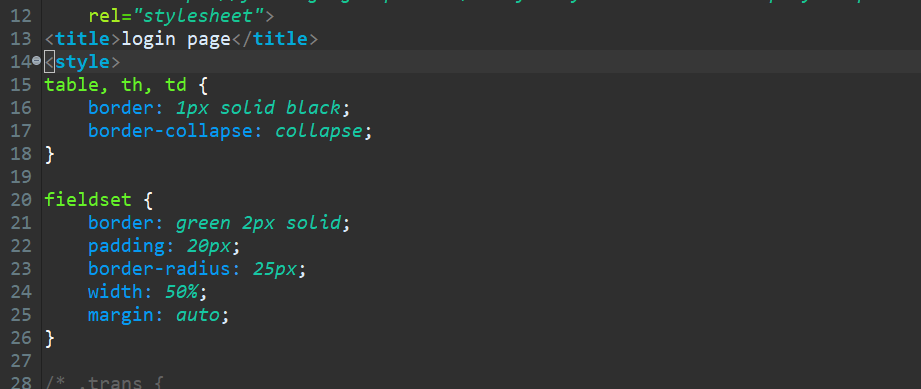 12 rel="stylesheet">
13 <title>login page</title>
14 <style>
15 table, th, td {
16 border: 1px solid black;
17 border-collapse: collapse;
18 }
19
20 fieldset {
21 border: green 2px solid;
22 padding: 20px;
23 border-radius: 25px;
24 width: 50%;
25 margin: auto;
26 }
27
28 /* .trans {